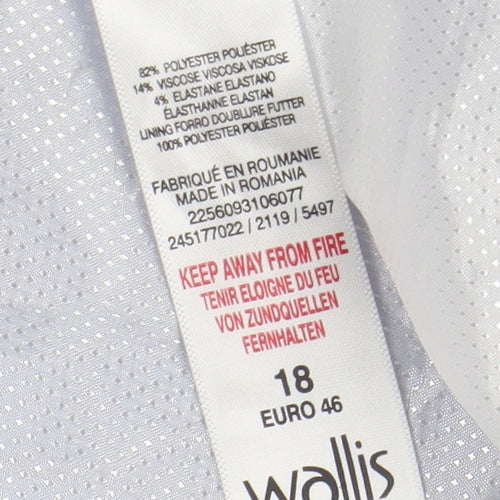 82% POLYESTER POLIÉSTER
14% VISCOSE VISCOSA VISKOSE
4% ELASTANE ELASTANO
ÉLASTHANNE ELASTAN
LINING FORRO DOUBLURE FUTTER
100% POLYESTER POLIÉSTER
FABRIQUÉ EN ROUMANIE
MADE IN ROMANIA
2256093106077
245177022 / 2119 / 5497
KEEP AWAY FROM FIRE
TENIR ELOIGNE DU FEU
VON ZUNDQUELLEN
FERNHALTEN
18
EURO 46
wallis